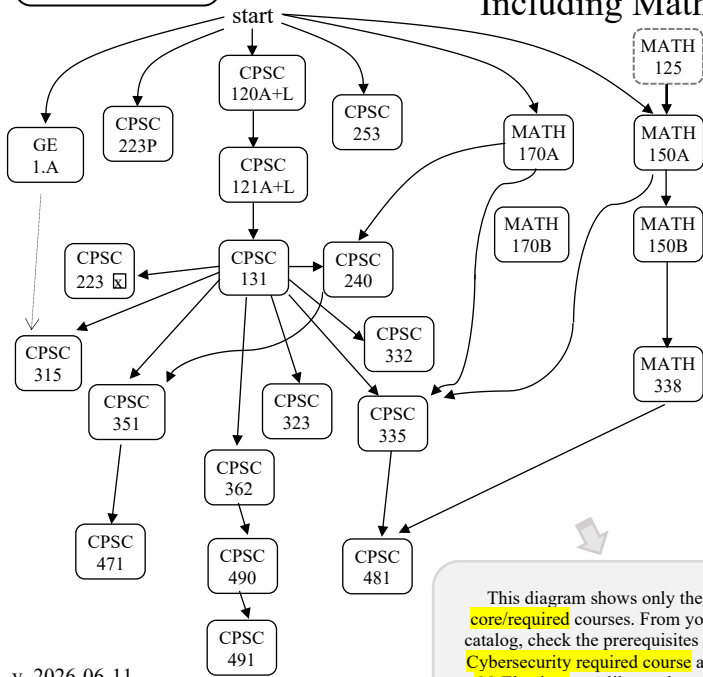 Including Math
start
MATH
125
CPSC
120A+L
CPSC
223P
CPSC
253
GE
1.A
MATH
170A
MATH
150A
CPSC
121A+L
MATH
170B
MATH
150B
CPSC
223 x
CPSC
131
CPSC
240
CPSC
332
CPSC
315
MATH
338
CPSC
351
CPSC
323
CPSC
335
CPSC
362
CPSC
471
CPSC
490
CPSC
481
CPSC
491
This diagram shows only the
core/required courses. From yo
catalog, check the prerequisites
Cybersecurity required course a
v. 2026-06-11